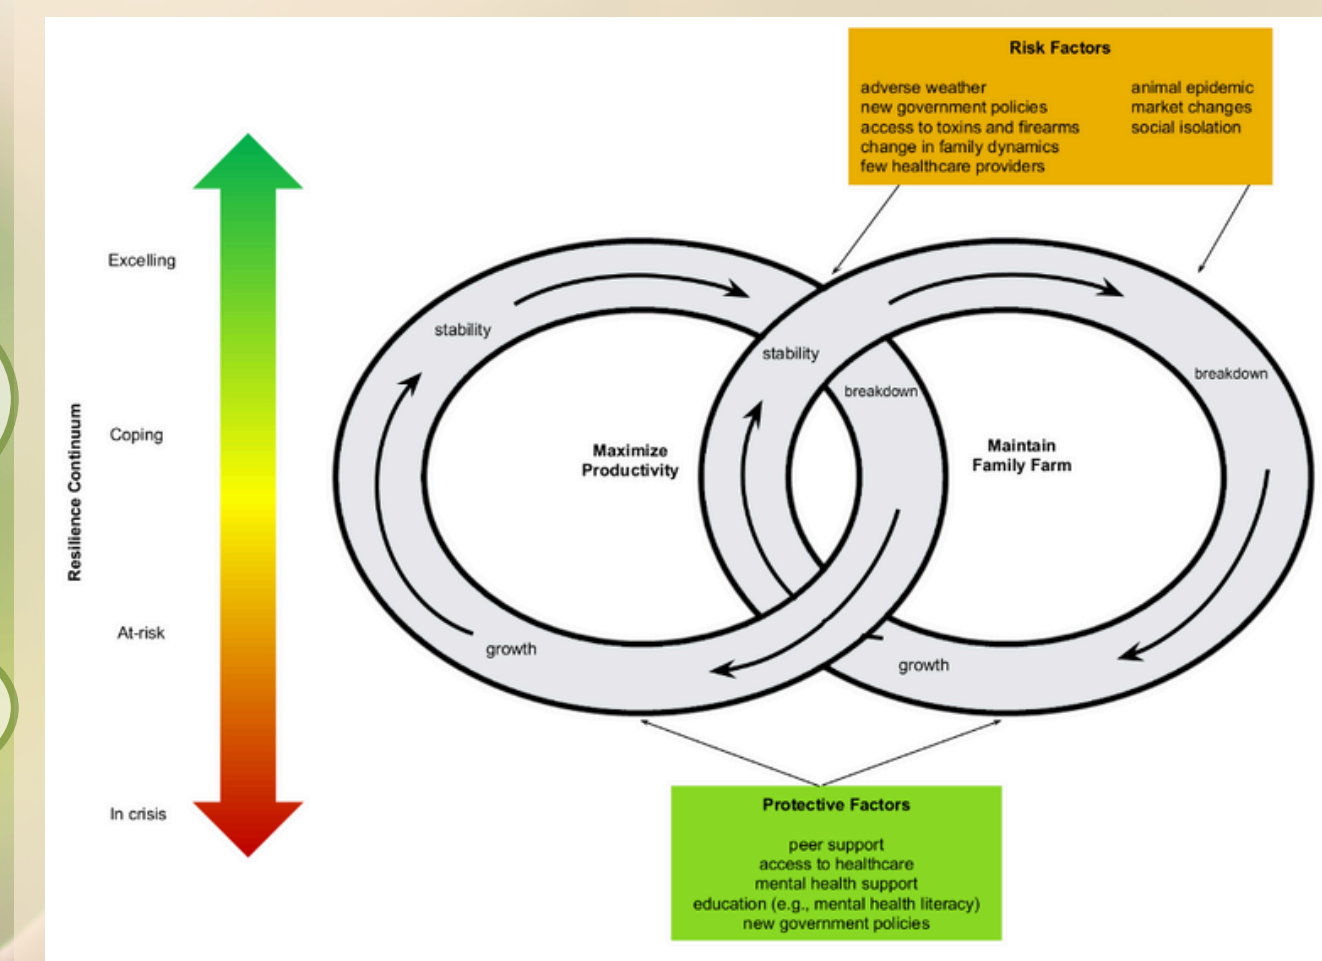 Risk Factors
adverse weather
new government policies
access to toxins and firearms
change in family dynamics
few healthcare providers
animal epidemic
market changes
social isolation
Resilience Continuum
Excelling
Coping
At-risk
In crisis
stability
growth
Maximize
Productivity
stability
breakdown
Maintain
Family Farm
breakdown
growth
Protective Factors
peer support
access to healthcare
mental health support
education (e.g., mental health literacy)
new government policies